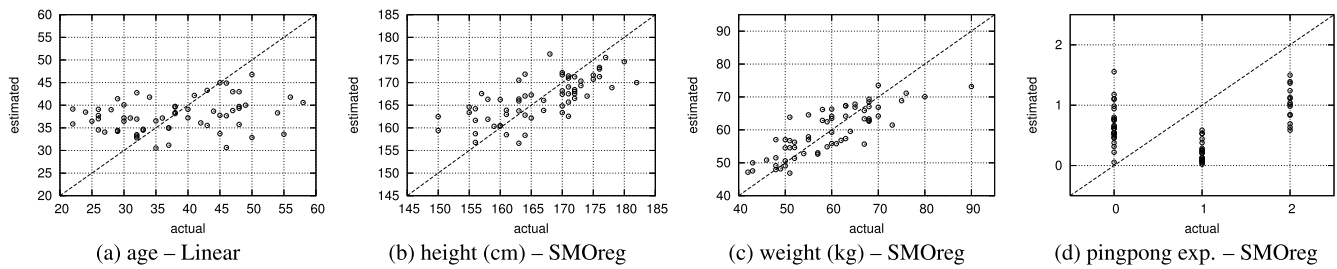 60
55
50
45
40
35
30
25
20
20 25 30 35 40 45 50 55 60
estimated
actual
(a) age – Linear
185
180
175
170
165
160
155
150
145
145 150 155 160 165 170 175 180 185
estimated
actual
(b) height (cm) – SMOreg
90
80
70
60
50
40
40 50 60 70 80 90
estimated
actual
(c) weight (kg) – SMOreg
2
1
0
0 1 2
estimated
actual
(d) pingpong exp. – SMOreg